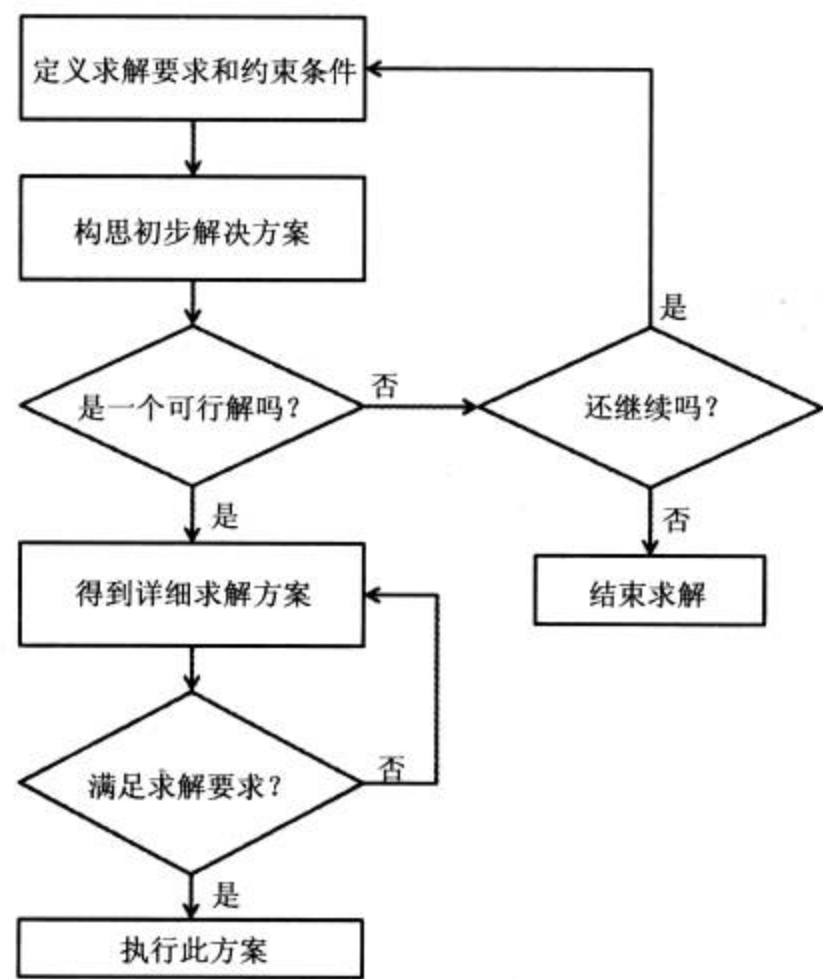 定义求解要求和约束条件
构思初步解决方案
是
是一个可行解吗?
否
还继续吗?
是
否
得到详细求解方案
结束求解
满足求解要求?
否
是
执行此方案